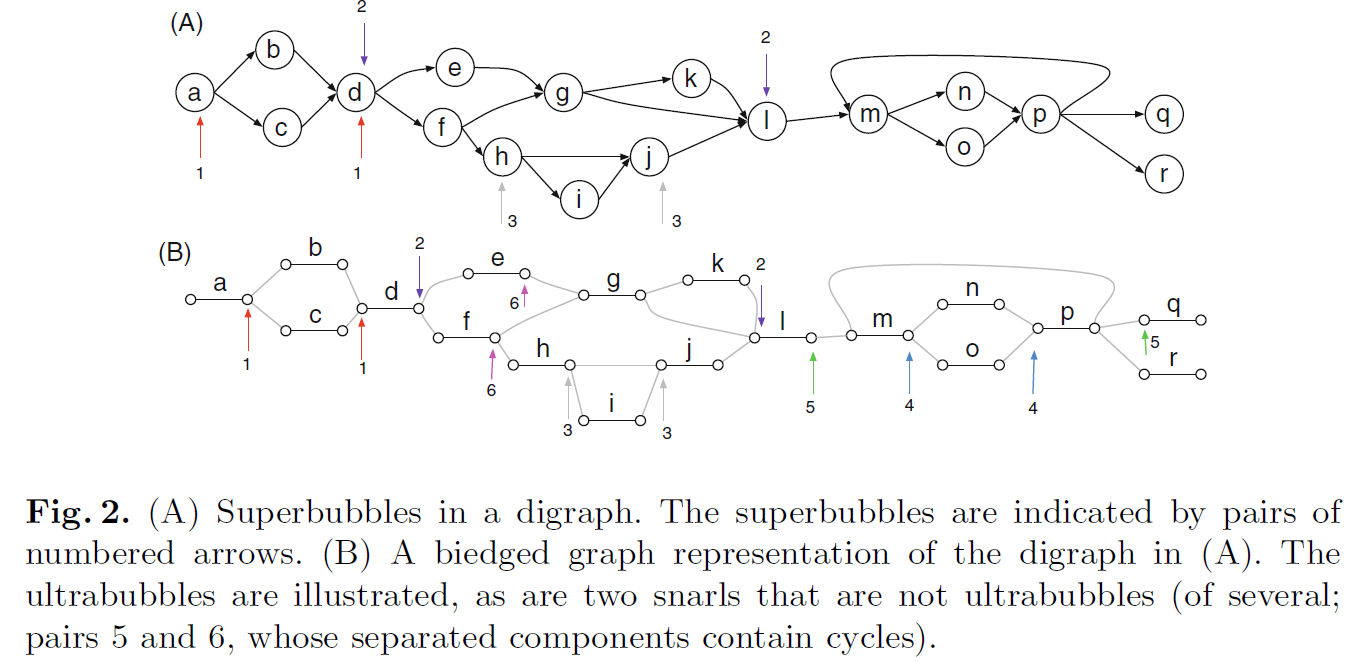 (A)
2
b
e
k
2
a
d
g
n
c
f
l
m
p
q
h
j
o
1
1
i
r
3
3
(B)
b
2
e
k
2
a
d
g
n
q
c
f
6
l
m
p
h
j
o
5
r
1
1
6
i
5
4
4
3
3
Fig. 2. (A) Superbubbles in a digraph. The superbubbles are indicated by pairs of
numbered arrows. (B) A biedged graph representation of the digraph in (A). The
ultrabubbles are illustrated, as are two snarls that are not ultrabubbles (of several;
pairs 5 and 6, whose separated components contain cycles).